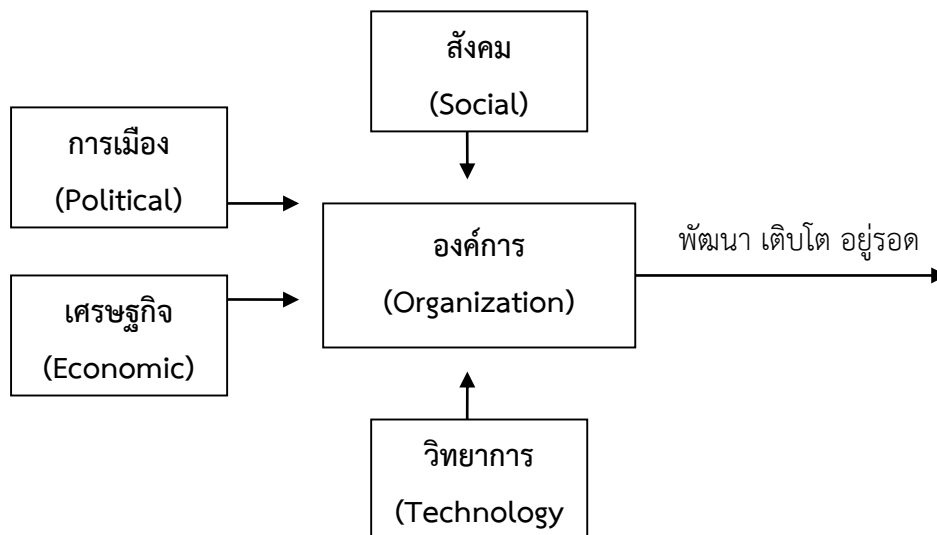 สังคม
(Social)
การเมือง
(Political)
องค์การ
(Organization)
พัฒนา เติบโต อยู่รอด
เศรษฐกิจ
(Economic)
วิทยาการ
(Technology